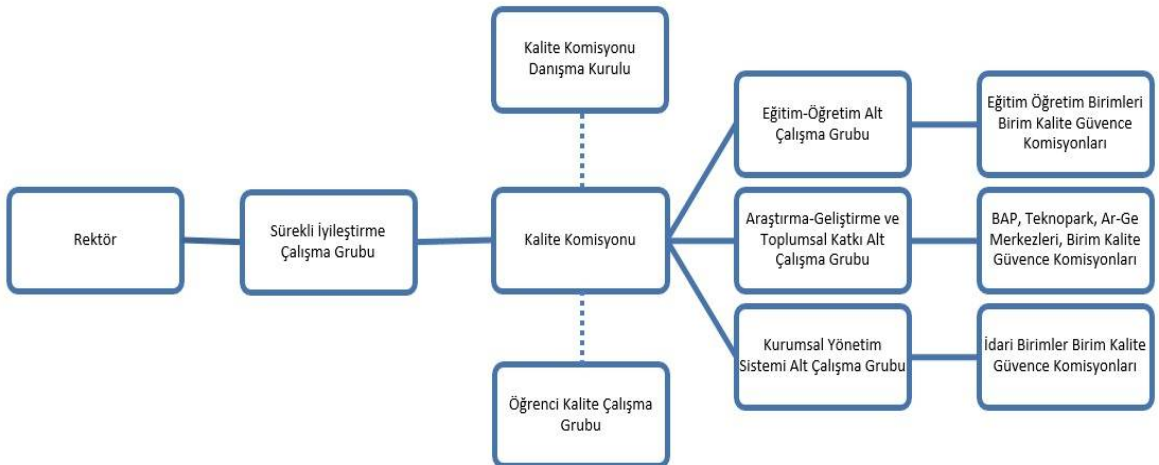 Kalite Komisyonu
Danışma Kurulu
Eğitim-Öğretim Alt
Çalışma Grubu
Eğitim Öğretim Birimleri
Birim Kalite Güvence
Komisyonları
Rektör
Sürekli İyileştirme
Çalışma Grubu
Kalite Komisyonu
Araştırma-Geliştirme ve
Toplumsal Katkı Alt
Çalışma Grubu
BAP, Teknopark, Ar-Ge
Merkezleri, Birim Kalite
Güvence Komisyonları
Kurumsal Yönetim
Sistemi Alt Çalışma Grubu
İdari Birimler Birim Kalite
Güvence Komisyonları
Öğrenci Kalite Çalışma
Grubu